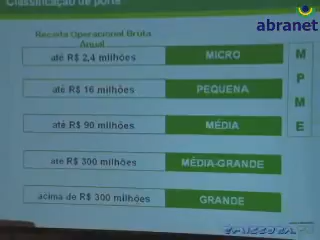 Classificação de porte
abranet
Receita Operacional Bruta
Anual
até R$ 2,4 milhões MICRO
até R$ 16 milhões PEQUENA
até R$ 90 milhões MÉDIA
até R$ 300 milhões MÉDIA-GRANDE
acima de R$ 300 milhões GRANDE
M
P
M
E